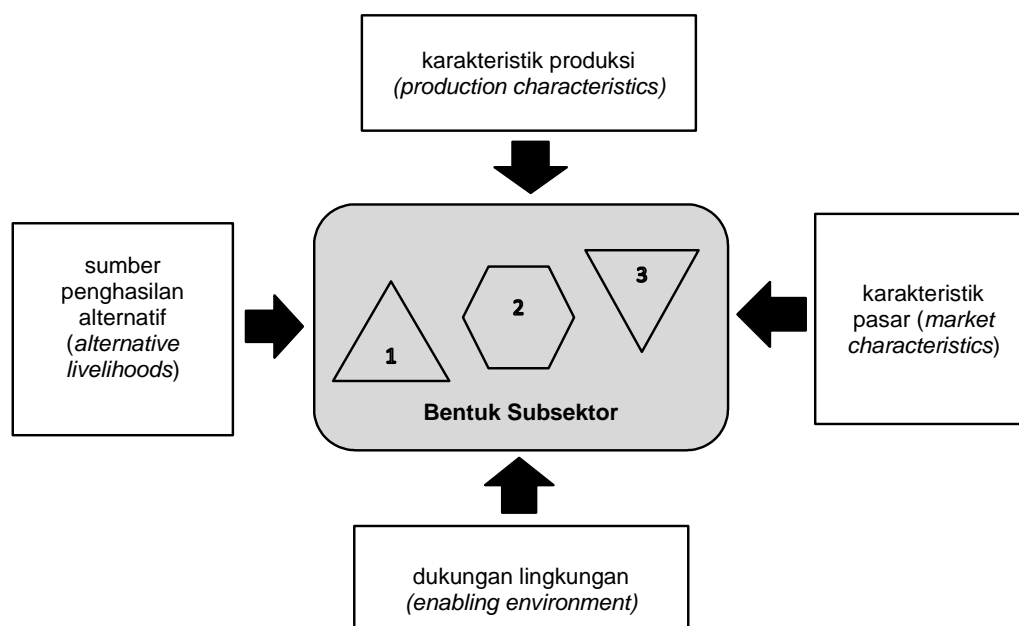 karakteristik produksi
(production characteristics)
sumber
penghasilan
alternatif
(alternative
livelihoods)
1
2
3
Bentuk Subsektor
karakteristik
pasar (market
characteristics)
dukungan lingkungan
(enabling environment)